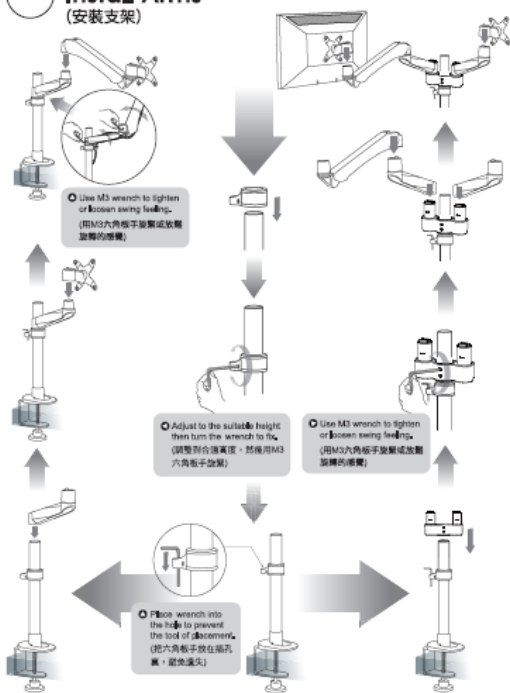 Install Arms
(安裝支架)
Use M3 wrench to tighten
or loosen swing feeling.
(用M3六角板手旋緊或放鬆
旋轉的感覺)
Adjust to the suitable height
then turn the wrench to fix.
(調整到合適高度，然後用M3
六角板手旋緊)
Use M3 wrench to tighten
or loosen swing feeling.
(用M3六角板手旋緊或放鬆
旋轉的感覺)
Place wrench into
the hole to prevent
the tool of placement.
(把六角板手放在插孔
裏，避免遺失)